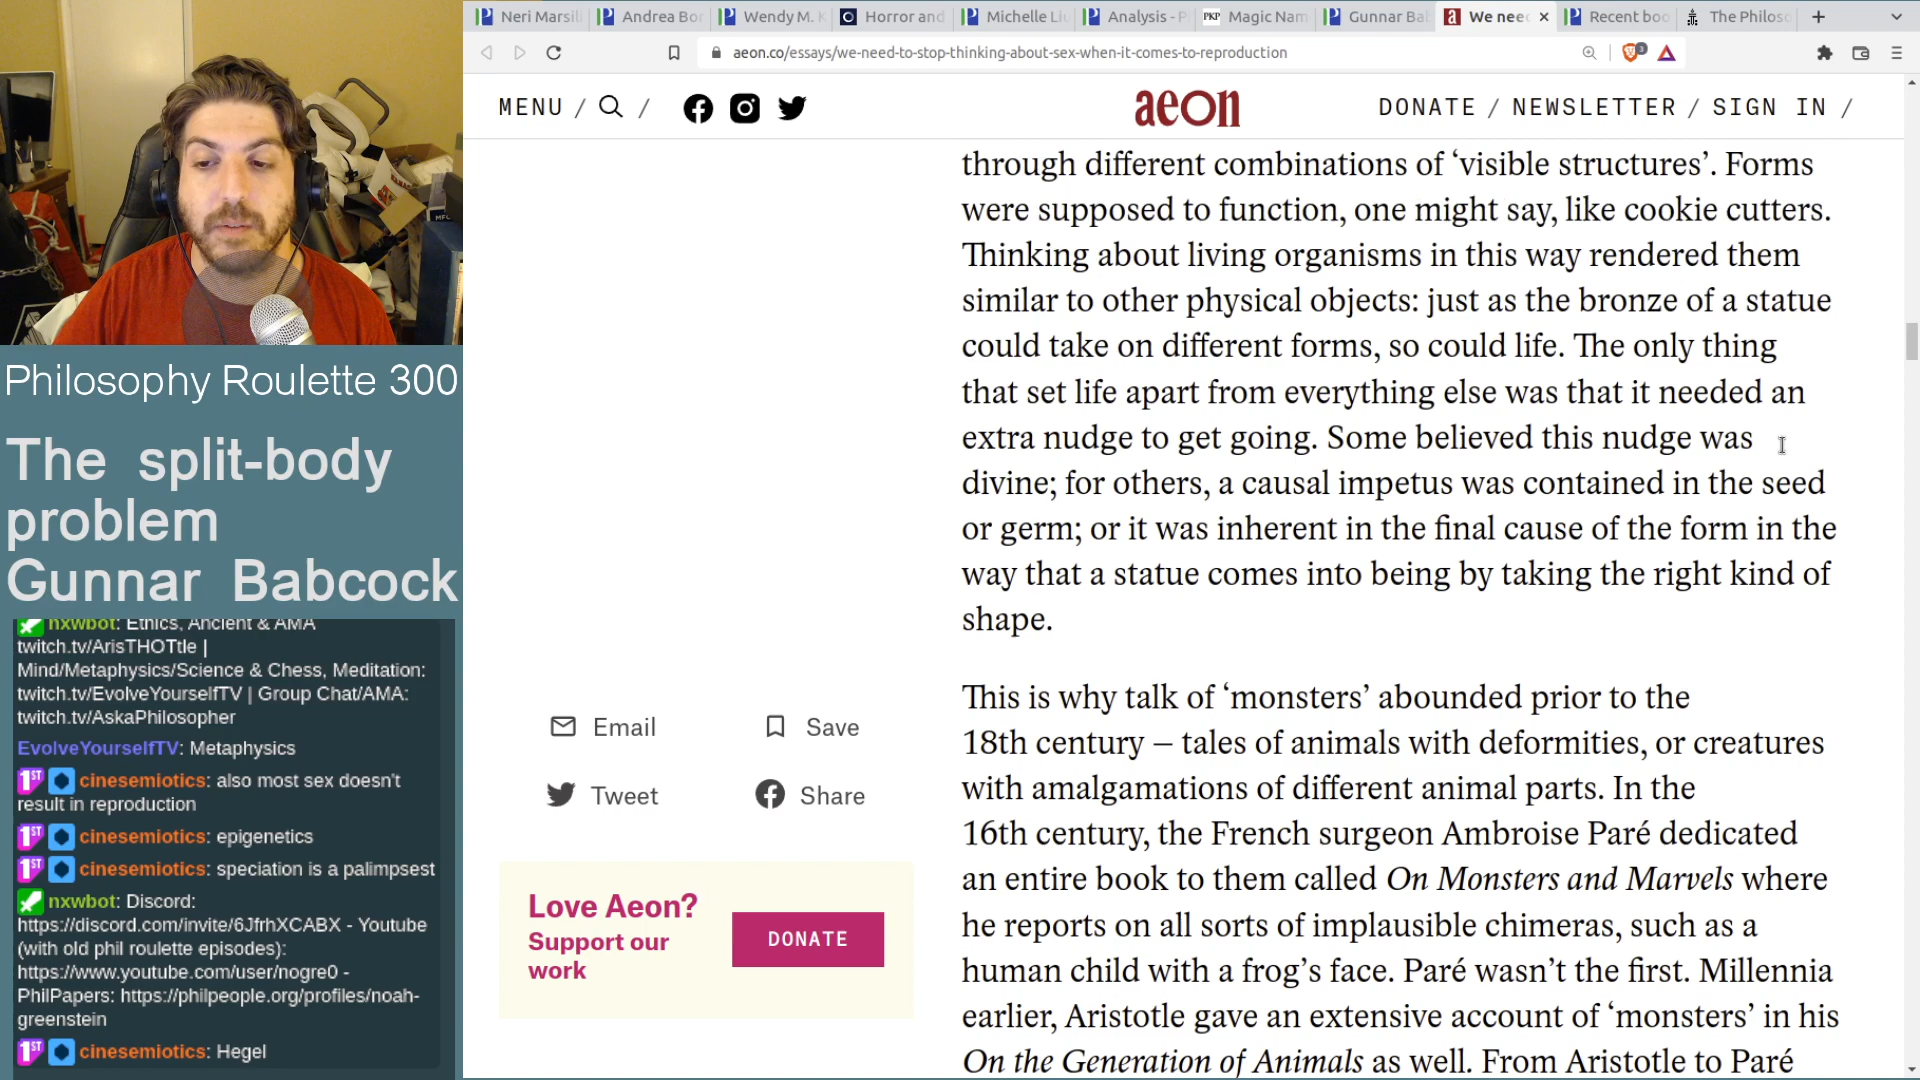 Neri Marsil
Andrea Bor
Wendy M. K
Horror and
Michelle Liu
Analysis - P
PKP Magic Nam
Gunnar Bab
We need
Recent boo
The Philoso
aeon.co/essays/we-need-to-stop-thinking-about-sex-when-it-comes-to-reproduction
3
MENU /
/
aeon
DONATE / NEWSLETTER / SIGN IN /
through different combinations of ‘visible structures’. Forms
were supposed to function, one might say, like cookie cutters.
Thinking about living organisms in this way rendered them
similar to other physical objects: just as the bronze of a statue
could take on different forms, so could life. The only thing
that set life apart from everything else was that it needed an
extra nudge to get going. Some believed this nudge was
divine; for others, a causal impetus was contained in the seed
or germ; or it was inherent in the final cause of the form in the
way that a statue comes into being by taking the right kind of
shape.
This is why talk of ‘monsters’ abounded prior to the
18th century – tales of animals with deformities, or creatures
with amalgamations of different animal parts. In the
16th century, the French surgeon Ambroise Paré dedicated
an entire book to them called On Monsters and Marvels where
he reports on all sorts of implausible chimeras, such as a
human child with a frog’s face. Paré wasn’t the first. Millennia
earlier, Aristotle gave an extensive account of ‘monsters’ in his
On the Generation of Animals as well. From Aristotle to Paré
Email
Save
Tweet
Share
Love Aeon?
Support our
work
DONATE
Philosophy Roulette 300
The split-body
problem
Gunnar Babcock
nxwbot: Ethics, Ancient & AMA
twitch.tv/ArisTHOTtle |
Mind/Metaphysics/Science & Chess, Meditation:
twitch.tv/EvolveYourselfTV | Group Chat/AMA:
twitch.tv/AskaPhilosopher
EvolveYourselfTV: Metaphysics
1ST cinesemiotics: also most sex doesn't
result in reproduction
1ST cinesemiotics: epigenetics
1ST cinesemiotics: speciation is a palimpsest
nxwbot: Discord:
https://discord.com/invite/6JfrhXCABX - Youtube
(with old phil roulette episodes):
https://www.youtube.com/user/nogre0 -
PhilPapers: https://philpeople.org/profiles/noah-
greenstein
1ST cinesemiotics: Hegel